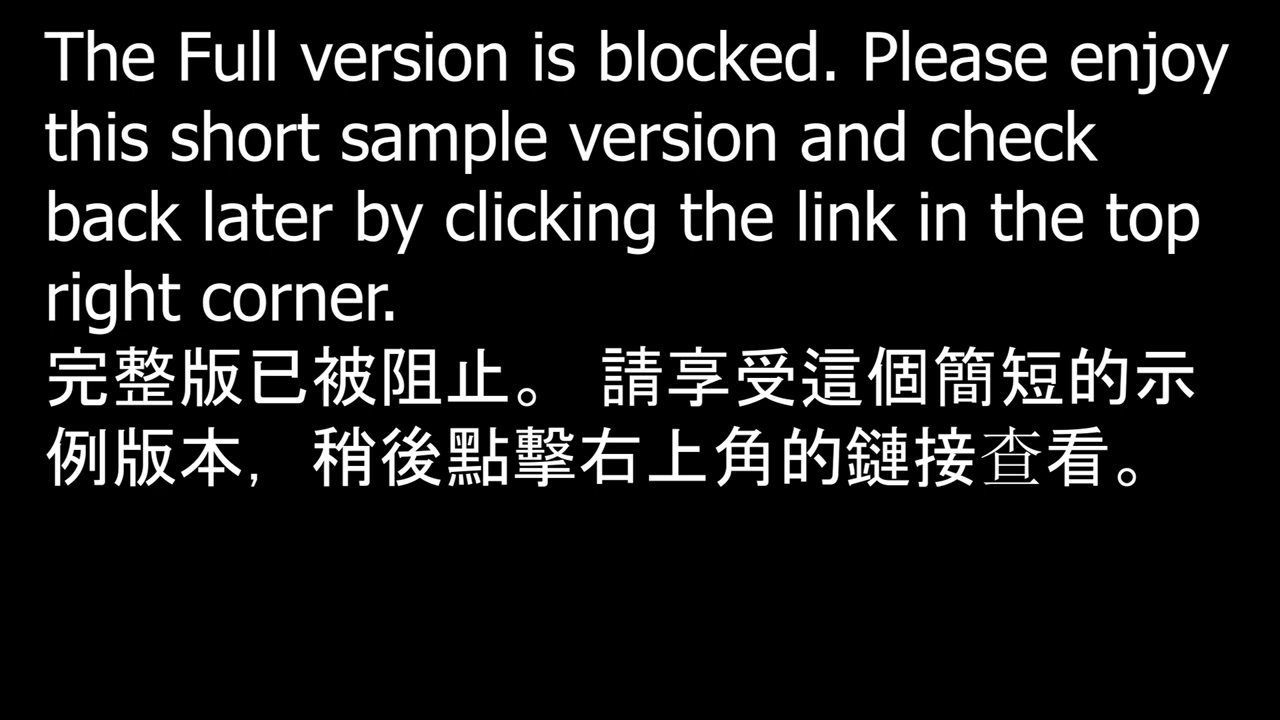 The Full version is blocked. Please enjoy
this short sample version and check
back later by clicking the link in the top
right corner.
完整版已被阻止。 請享受這個簡短的示
例版本, 稍後點擊右上角的鏈接查看。